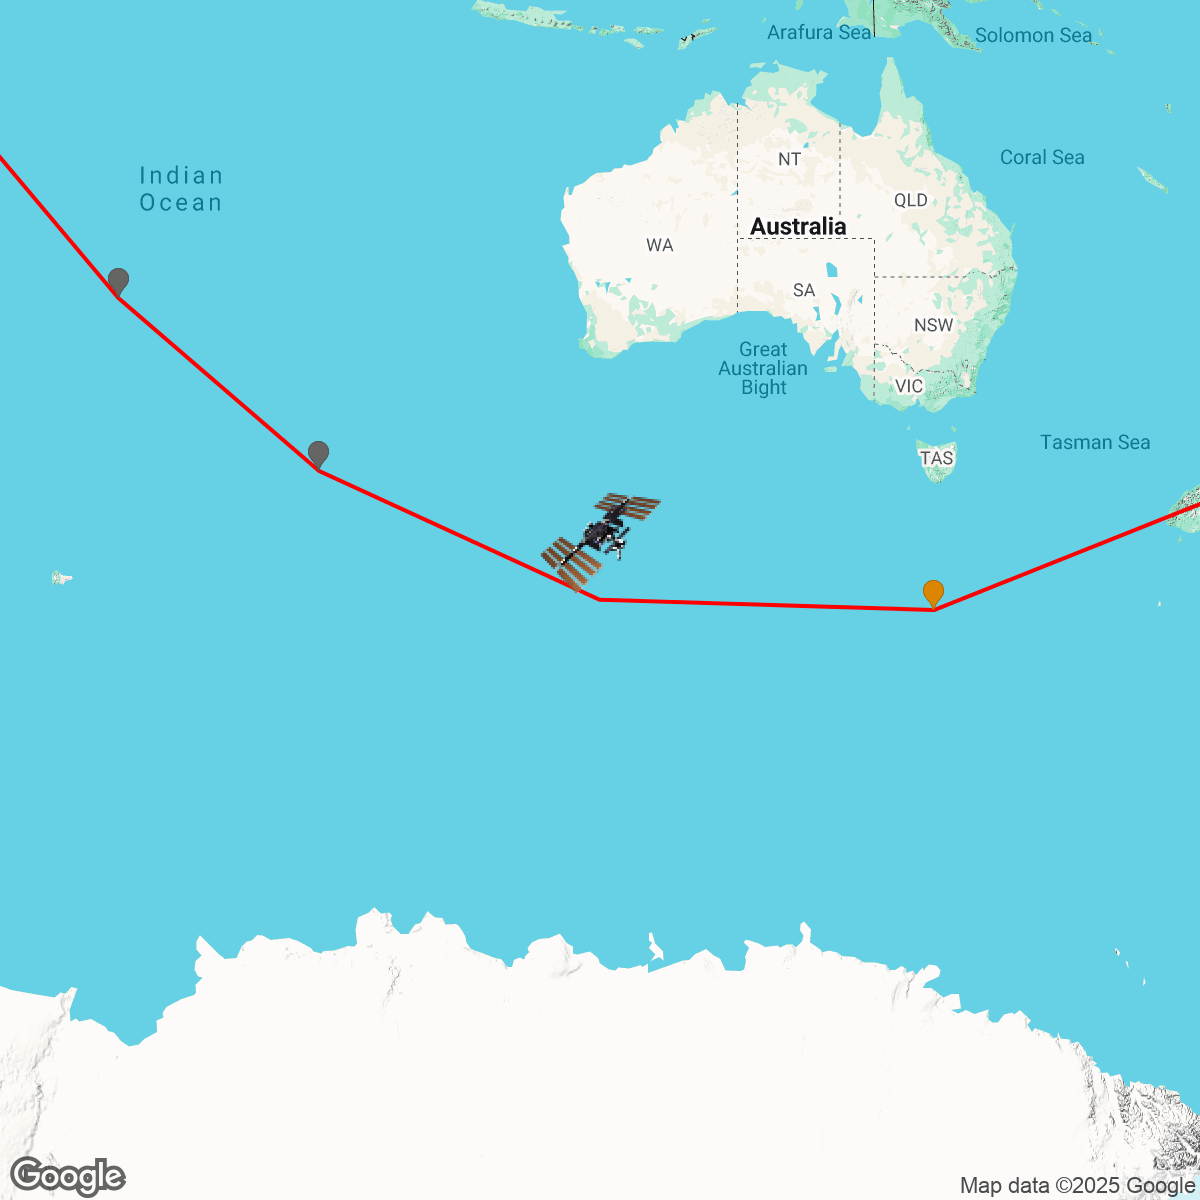 Arafura Sea
Solomon Sea
Coral Sea
Indian
Ocean
NT
QLD
Australia
WA
SA
NSW
Great
Australian
Bight
VIC
Tasman Sea
TAS
Google
Map data ©2025 Google